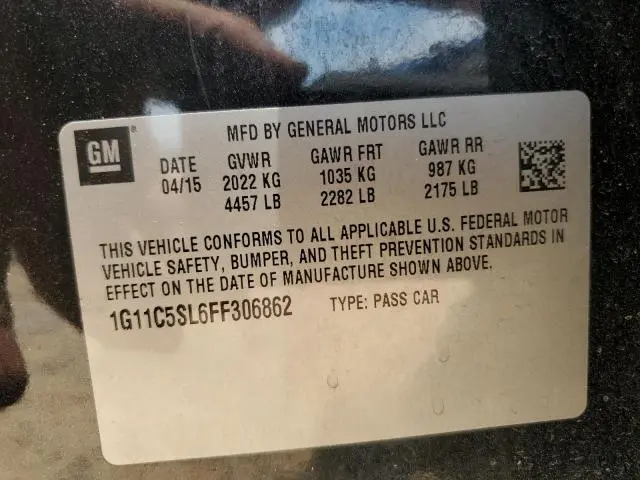 GM
MFD BY GENERAL MOTORS LLC
DATE GVWR GAWR FRT GAWR RR
04/15 2022 KG 1035 KG 987 KG
4457 LB 2282 LB 2175 LB
THIS VEHICLE CONFORMS TO ALL APPLICABLE U.S. FEDERAL MOTOR
VEHICLE SAFETY, BUMPER, AND THEFT PREVENTION STANDARDS IN
EFFECT ON THE DATE OF MANUFACTURE SHOWN ABOVE.
1G11C5SL6FF306862 TYPE: PASS CAR